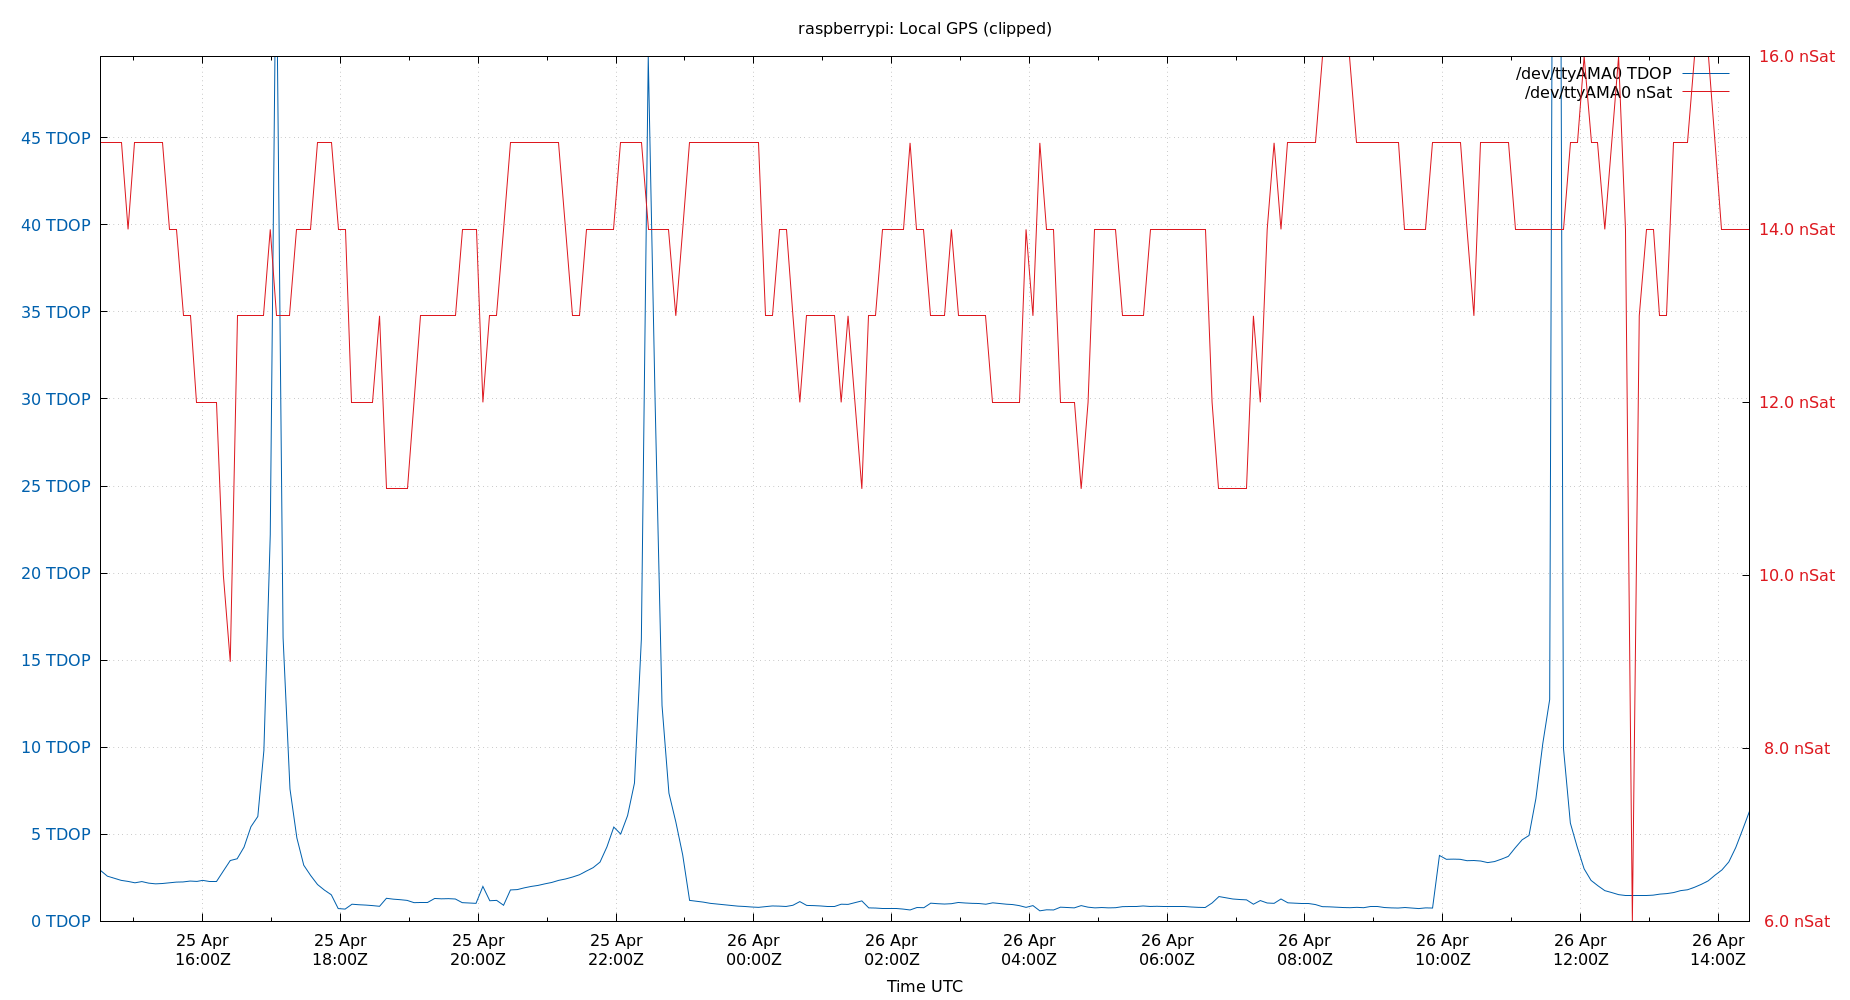 raspberrypi: Local GPS (clipped)
16.0 nSat
/dev/ttyAMA0 TDOP
/dev/ttyAMA0 nSat
45 TDOP
40 TDOP
14.0 nSat
35 TDOP
30 TDOP
12.0 nSat
25 TDOP
20 TDOP
10.0 nSat
15 TDOP
10 TDOP
8.0 nSat
5 TDOP
0 TDOP
6.0 nSat
25 Apr 25 Apr 25 Apr 25 Apr 26 Apr 26 Apr 26 Apr 26 Apr 26 Apr 26 Apr 26 Apr 26 Apr
16:00Z 18:00Z 20:00Z 22:00Z 00:00Z 02:00Z 04:00Z 06:00Z 08:00Z 10:00Z 12:00Z 14:00Z
Time UTC